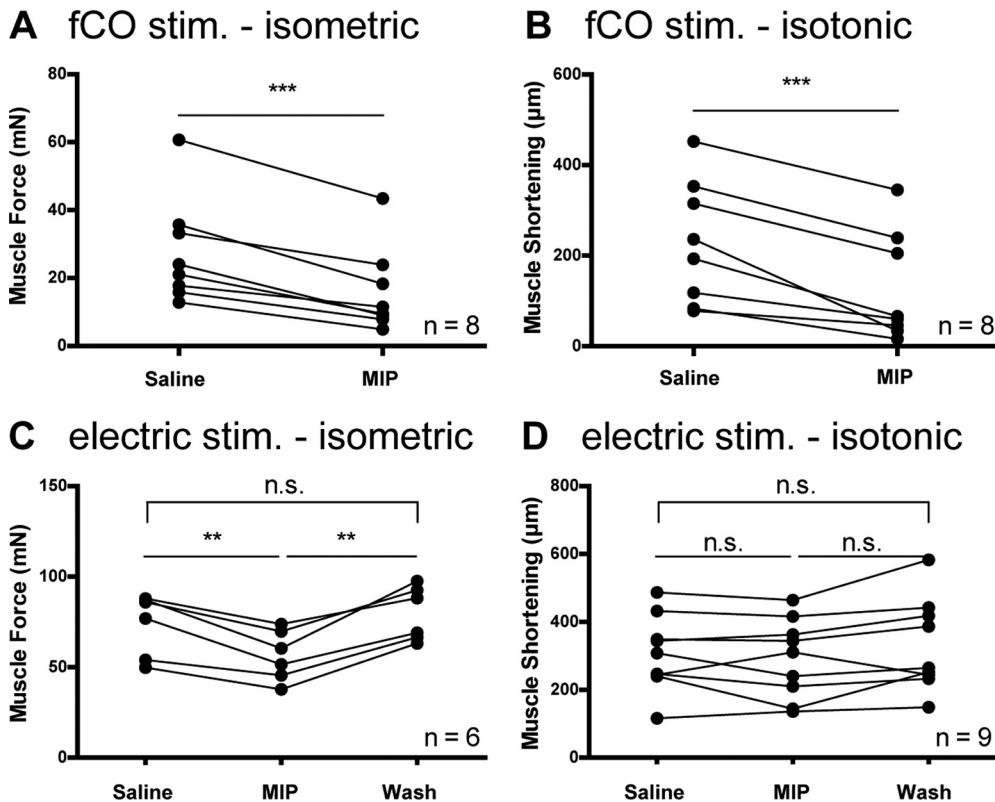 A fCO stim. - isometric
80
60
40
20
0
Muscle Force (mN)
***
n = 8
Saline MIP
B fCO stim. - isotonic
600
400
200
0
Muscle Shortening (µm)
***
n = 8
Saline MIP
C electric stim. - isometric
150
100
50
0
Muscle Force (mN)
n.s.
** **
n = 6
Saline MIP Wash
D electric stim. - isotonic
800
600
400
200
0
Muscle Shortening (µm)
n.s.
n.s. n.s.
n = 9
Saline MIP Wash